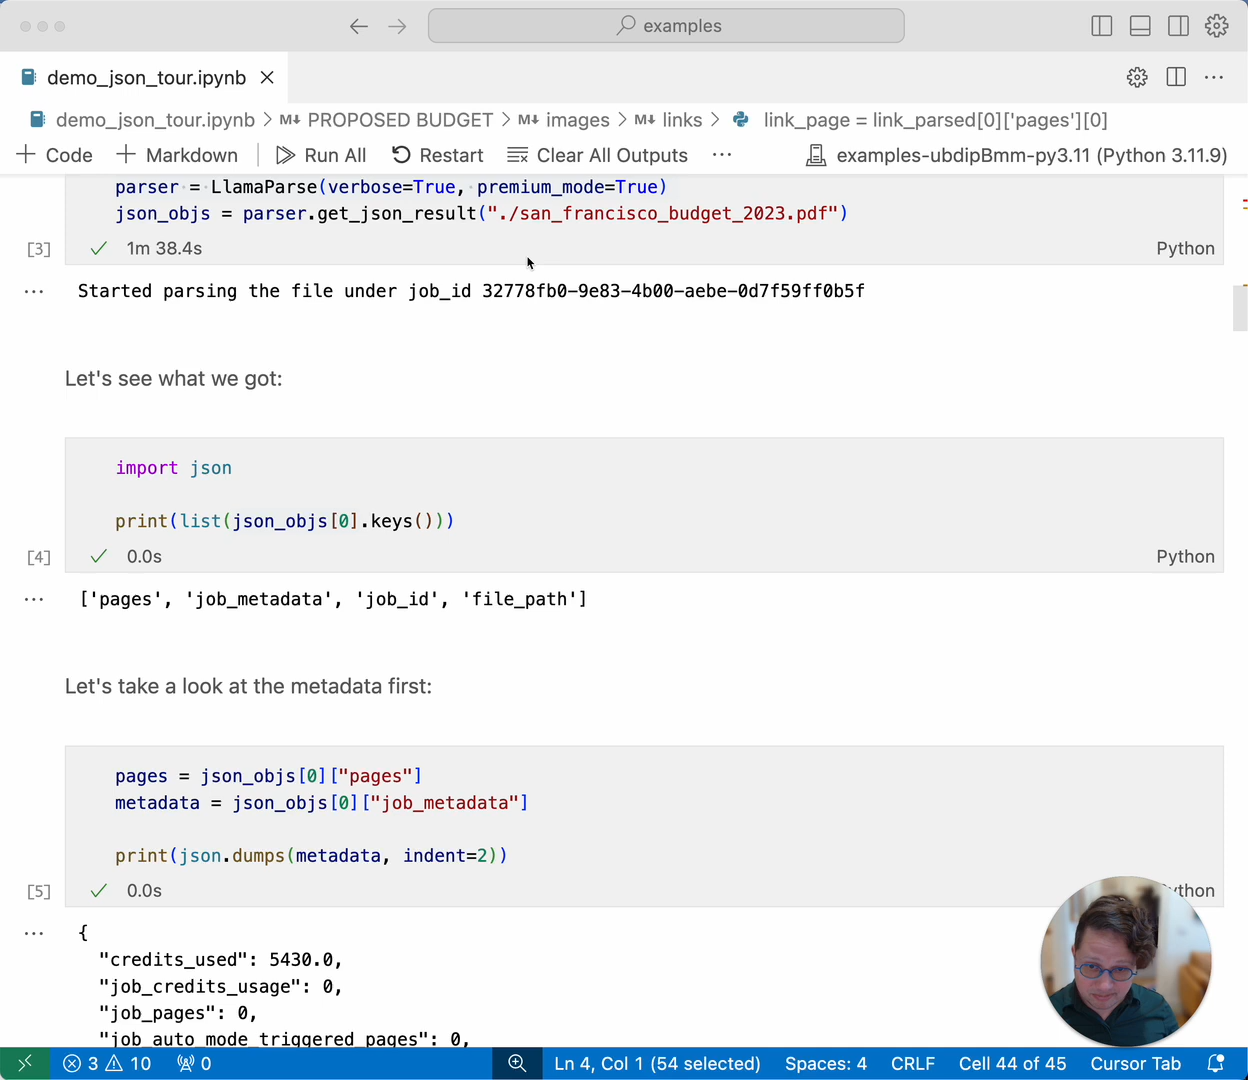 examples
demo_json_tour.ipynb
demo_json_tour.ipynb > M↓ PROPOSED BUDGET > M↓ images > M↓ links > link_page = link_parsed[0]['pages'][0]
+ Code + Markdown | Run All Restart Clear All Outputs ··· examples-ubdipBmm-py3.11 (Python 3.11.9)
parser = LlamaParse(verbose=True, premium_mode=True)
json_objs = parser.get_json_result("./san_francisco_budget_2023.pdf")
[3] ✓ 1m 38.4s Python
··· Started parsing the file under job_id 32778fb0-9e83-4b00-aebe-0d7f59ff0b5f
Let's see what we got:
import json
print(list(json_objs[0].keys()))
[4] ✓ 0.0s Python
··· ['pages', 'job_metadata', 'job_id', 'file_path']
Let's take a look at the metadata first:
pages = json_objs[0]["pages"]
metadata = json_objs[0]["job_metadata"]
print(json.dumps(metadata, indent=2))
[5] ✓ 0.0s ython
··· {
"credits_used": 5430.0,
"job_credits_usage": 0,
"job_pages": 0,
"job_auto_mode_triggered_pages": 0,
3 10 0 Ln 4, Col 1 (54 selected) Spaces: 4 CRLF Cell 44 of 45 Cursor Tab